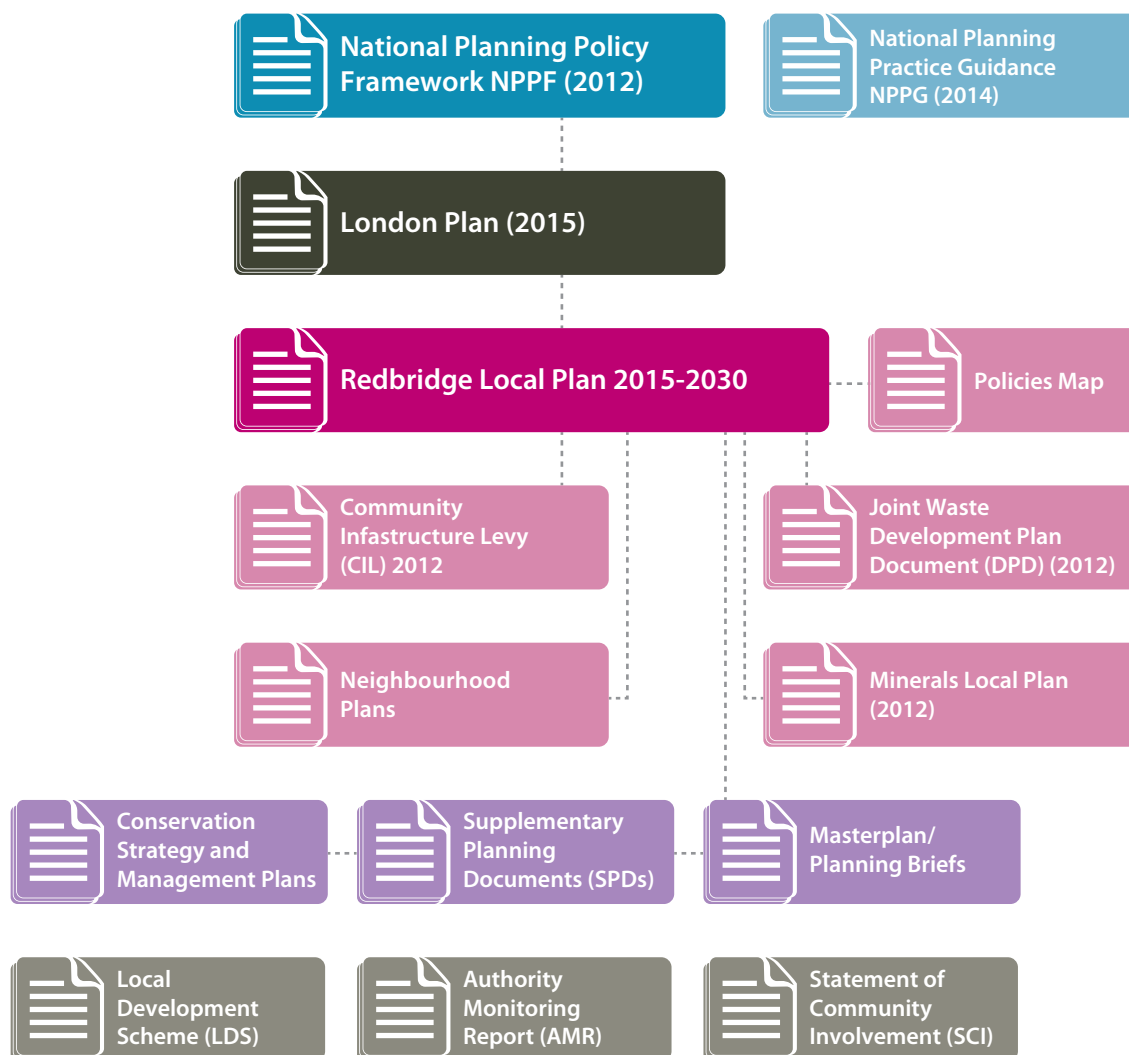 National Planning Policy
Framework NPPF (2012)
National Planning
Practice Guidance
NPPG (2014)
London Plan (2015)
Redbridge Local Plan 2015-2030
Policies Map
Community
Infastructure Levy
(CIL) 2012
Joint Waste
Development Plan
Document (DPD) (2012)
Neighbourhood
Plans
Minerals Local Plan
(2012)
Conservation
Strategy and
Management Plans
Supplementary
Planning
Documents (SPDs)
Masterplan/
Planning Briefs
Local
Development
Scheme (LDS)
Authority
Monitoring
Report (AMR)
Statement of
Community
Involvement (SCI)